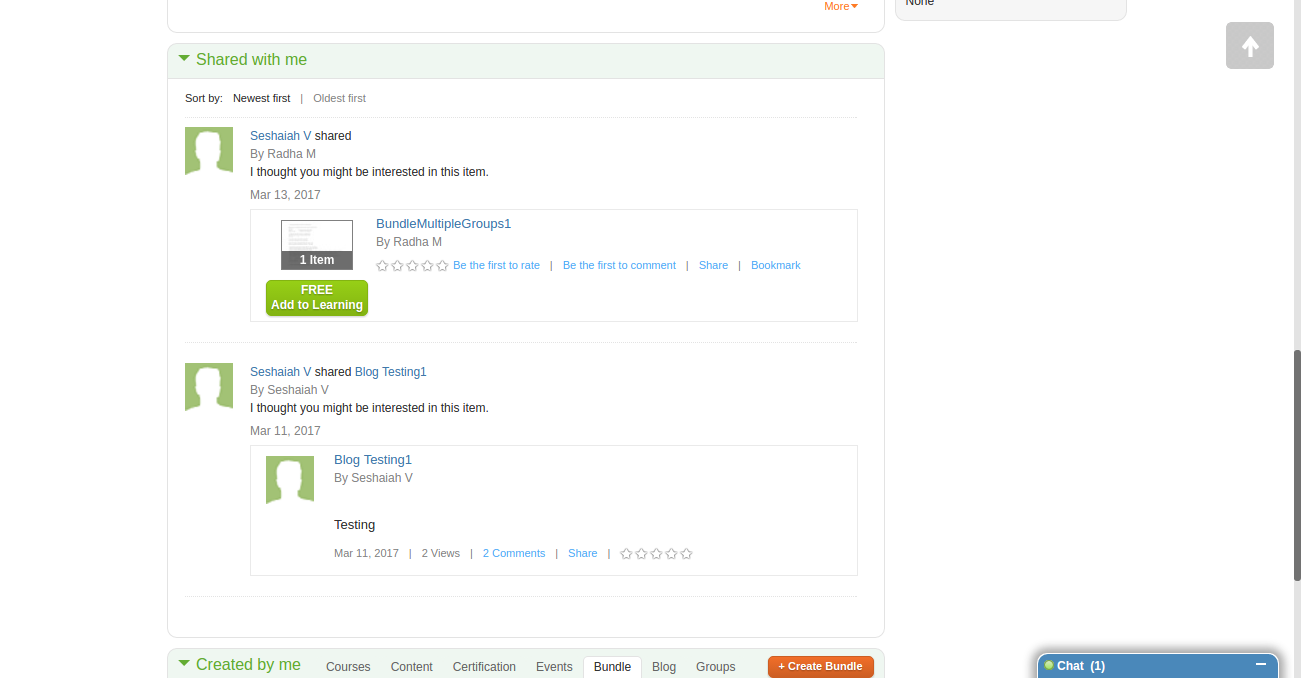 More
None
Shared with me
Sort by: Newest first | Oldest first
Seshaiah V shared
By Radha M
I thought you might be interested in this item.
Mar 13, 2017
BundleMultipleGroups1
By Radha M
1 Item
Be the first to rate | Be the first to comment | Share | Bookmark
FREE
Add to Learning
Seshaiah V shared Blog Testing1
By Seshaiah V
I thought you might be interested in this item.
Mar 11, 2017
Blog Testing1
By Seshaiah V
Testing
Mar 11, 2017 | 2 Views | 2 Comments | Share |
Created by me Courses Content Certification Events Bundle Blog Groups + Create Bundle
Chat (1)